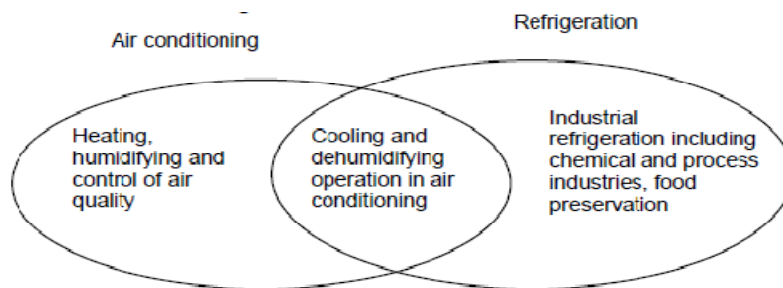 Air conditioning
Refrigeration
Heating,
humidifying and
control of air
quality
Cooling and
dehumidifying
operation in air
conditioning
Industrial
refrigeration including
chemical and process
industries, food
preservation